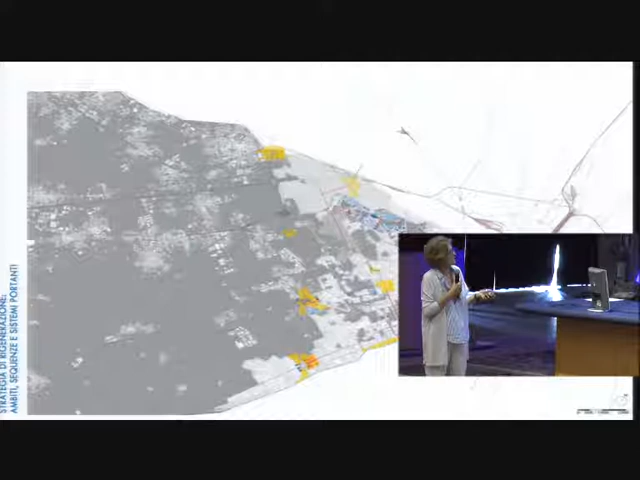 STRATEGIA DI RIGENERAZIONE:
AMBITI, SEQUENZE E SISTEMI PORTANTI